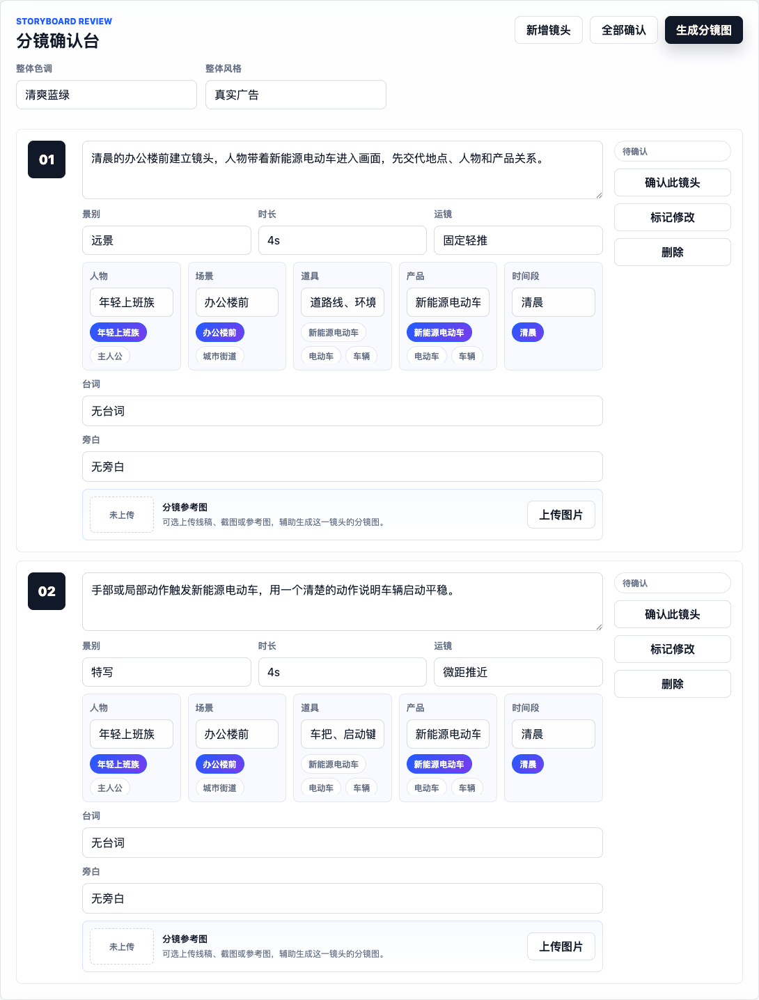 STORYBOARD REVIEW
分镜确认台
新增镜头
全部确认
生成分镜图
整体色调
整体风格
清爽蓝绿
真实广告
01
清晨的办公楼前建立镜头，人物带着新能源电动车进入画面，先交代地点、人物和产品关系。
待确认
确认此镜头
标记修改
删除
景别
时长
运镜
远景
4s
固定轻推
人物
场景
道具
产品
时间段
年轻上班族
办公楼前
道路线、环境
新能源电动车
清晨
年轻上班族
办公楼前
新能源电动车
新能源电动车
清晨
主人公
城市街道
电动车
车辆
电动车
车辆
台词
无台词
旁白
无旁白
未上传
分镜参考图
可选上传线稿、截图或参考图，辅助生成这一镜头的分镜图。
上传图片
02
手部或局部动作触发新能源电动车，用一个清楚的动作说明车辆启动平稳。
待确认
确认此镜头
标记修改
删除
景别
时长
运镜
特写
4s
微距推近
人物
场景
道具
产品
时间段
年轻上班族
办公楼前
车把、启动键
新能源电动车
清晨
年轻上班族
办公楼前
新能源电动车
新能源电动车
清晨
主人公
城市街道
电动车
车辆
电动车
车辆
台词
无台词
旁白
无旁白
未上传
分镜参考图
可选上传线稿、截图或参考图，辅助生成这一镜头的分镜图。
上传图片